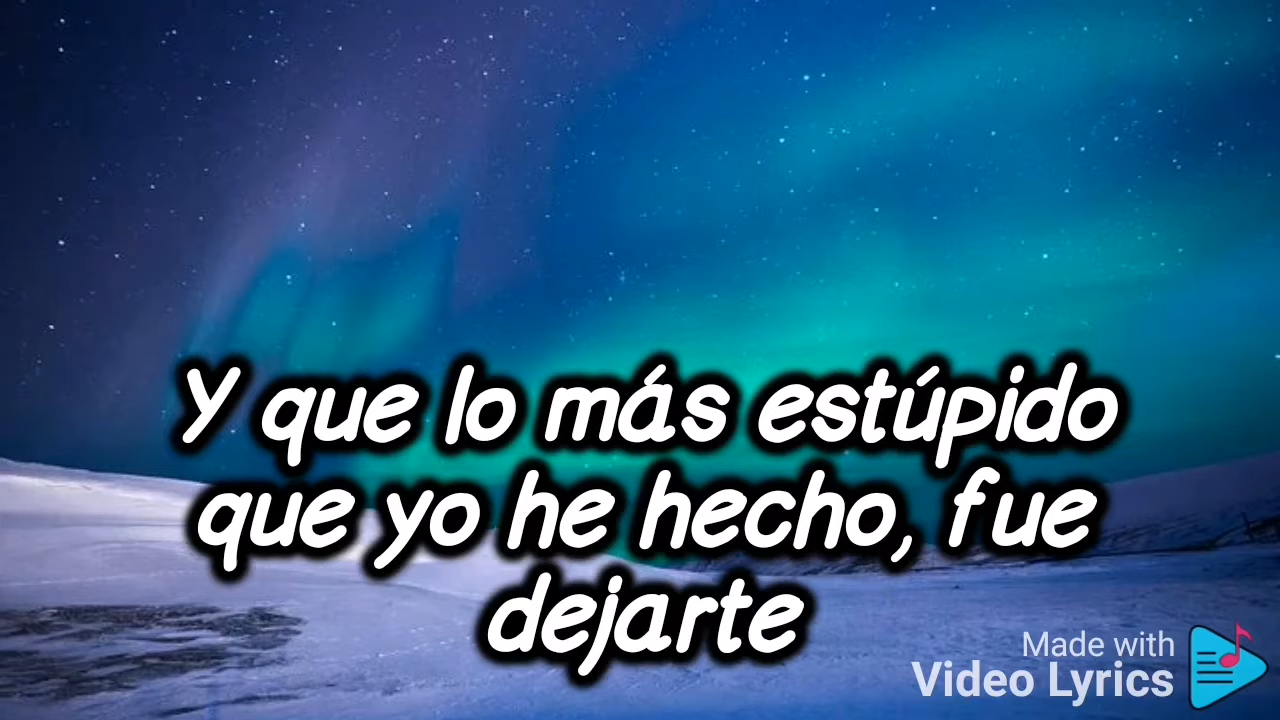 Y que lo más estúpido
que yo he hecho, fue
dejarte
Made with
Video Lyrics